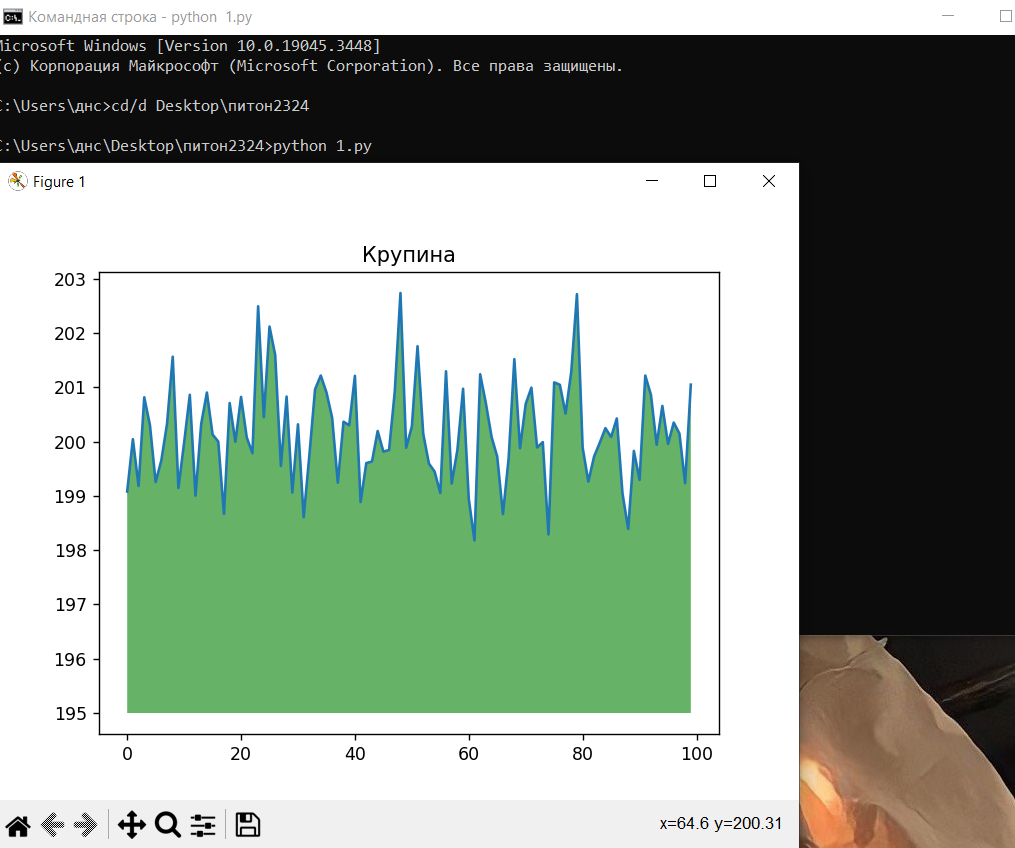 Командная строка - python 1.py
Microsoft Windows [Version 10.0.19045.3448]
(c) Корпорация Майкрософт (Microsoft Corporation). Все права защищены.
C:\Users\днс>cd/d Desktop\питон2324
C:\Users\днс\Desktop\питон2324>python 1.py
Figure 1
Крупина
203
202
201
200
199
198
197
196
195
0 20 40 60 80 100
x=64.6 y=200.31